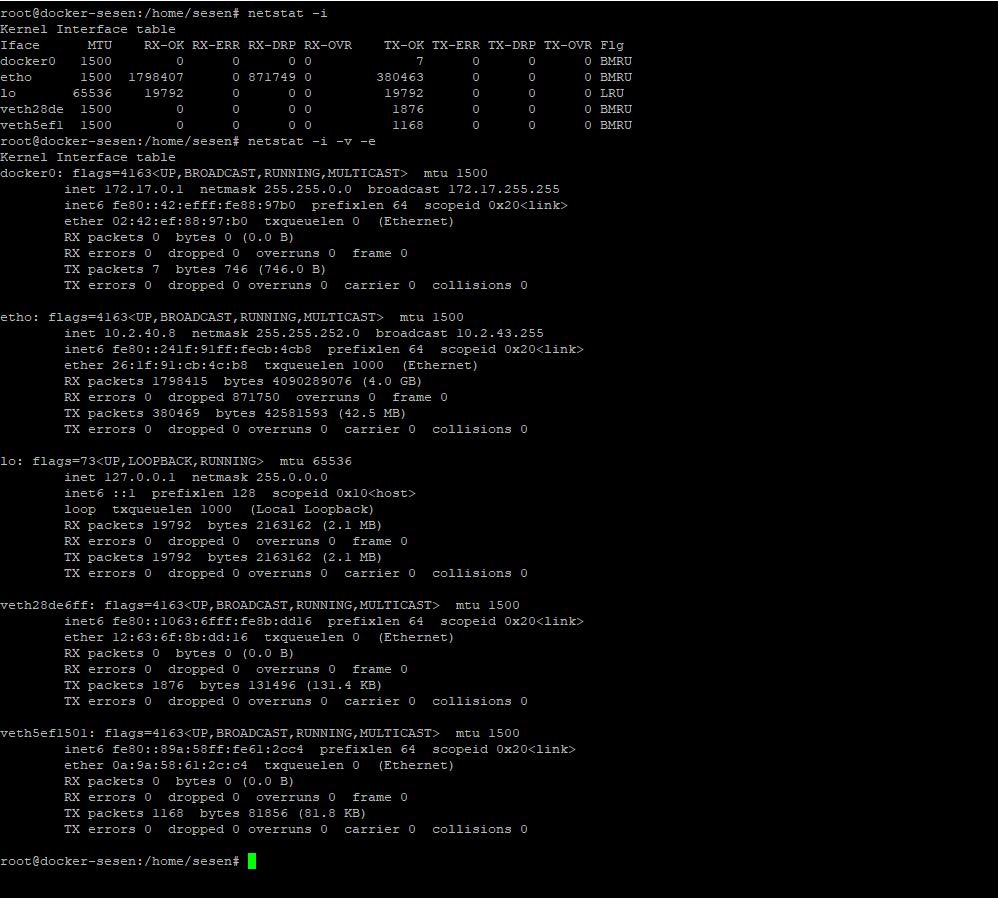 root@docker-sesen:/home/sesen# netstat -i
Kernel Interface table
Iface      MTU    RX-OK RX-ERR RX-DRP RX-OVR    TX-OK TX-ERR TX-DRP TX-OVR Flg
docker0   1500        0      0      0 0             7      0      0      0 BMRU
etho      1500  1798407      0 871749 0        380463      0      0      0 BMRU
lo       65536    19792      0      0 0         19792      0      0      0 LRU
veth28de  1500        0      0      0 0          1876      0      0      0 BMRU
veth5ef1  1500        0      0      0 0          1168      0      0      0 BMRU
root@docker-sesen:/home/sesen# netstat -i -v -e
Kernel Interface table
docker0: flags=4163<UP,BROADCAST,RUNNING,MULTICAST>  mtu 1500
        inet 172.17.0.1  netmask 255.255.0.0  broadcast 172.17.255.255
        inet6 fe80::42:efff:fe88:97b0  prefixlen 64  scopeid 0x20<link>
        ether 02:42:ef:88:97:b0  txqueuelen 0  (Ethernet)
        RX packets 0  bytes 0 (0.0 B)
        RX errors 0  dropped 0  overruns 0  frame 0
        TX packets 7  bytes 746 (746.0 B)
        TX errors 0  dropped 0 overruns 0  carrier 0  collisions 0

etho: flags=4163<UP,BROADCAST,RUNNING,MULTICAST>  mtu 1500
        inet 10.2.40.8  netmask 255.255.252.0  broadcast 10.2.43.255
        inet6 fe80::241f:91ff:fecb:4cb8  prefixlen 64  scopeid 0x20<link>
        ether 26:1f:91:cb:4c:b8  txqueuelen 1000  (Ethernet)
        RX packets 1798415  bytes 4090289076 (4.0 GB)
        RX errors 0  dropped 871750  overruns 0  frame 0
        TX packets 380469  bytes 42581593 (42.5 MB)
        TX errors 0  dropped 0 overruns 0  carrier 0  collisions 0

lo: flags=73<UP,LOOPBACK,RUNNING>  mtu 65536
        inet 127.0.0.1  netmask 255.0.0.0
        inet6 ::1  prefixlen 128  scopeid 0x10<host>
        loop  txqueuelen 1000  (Local Loopback)
        RX packets 19792  bytes 2163162 (2.1 MB)
        RX errors 0  dropped 0  overruns 0  frame 0
        TX packets 19792  bytes 2163162 (2.1 MB)
        TX errors 0  dropped 0 overruns 0  carrier 0  collisions 0

veth28de6ff: flags=4163<UP,BROADCAST,RUNNING,MULTICAST>  mtu 1500
        inet6 fe80::1063:6fff:fe8b:dd16  prefixlen 64  scopeid 0x20<link>
        ether 12:63:6f:8b:dd:16  txqueuelen 0  (Ethernet)
        RX packets 0  bytes 0 (0.0 B)
        RX errors 0  dropped 0  overruns 0  frame 0
        TX packets 1876  bytes 131496 (131.4 KB)
        TX errors 0  dropped 0 overruns 0  carrier 0  collisions 0

veth5ef1501: flags=4163<UP,BROADCAST,RUNNING,MULTICAST>  mtu 1500
        inet6 fe80::89a:58ff:fe61:2cc4  prefixlen 64  scopeid 0x20<link>
        ether 0a:9a:58:61:2c:c4  txqueuelen 0  (Ethernet)
        RX packets 0  bytes 0 (0.0 B)
        RX errors 0  dropped 0  overruns 0  frame 0
        TX packets 1168  bytes 81856 (81.8 KB)
        TX errors 0  dropped 0 overruns 0  carrier 0  collisions 0

root@docker-sesen:/home/sesen#